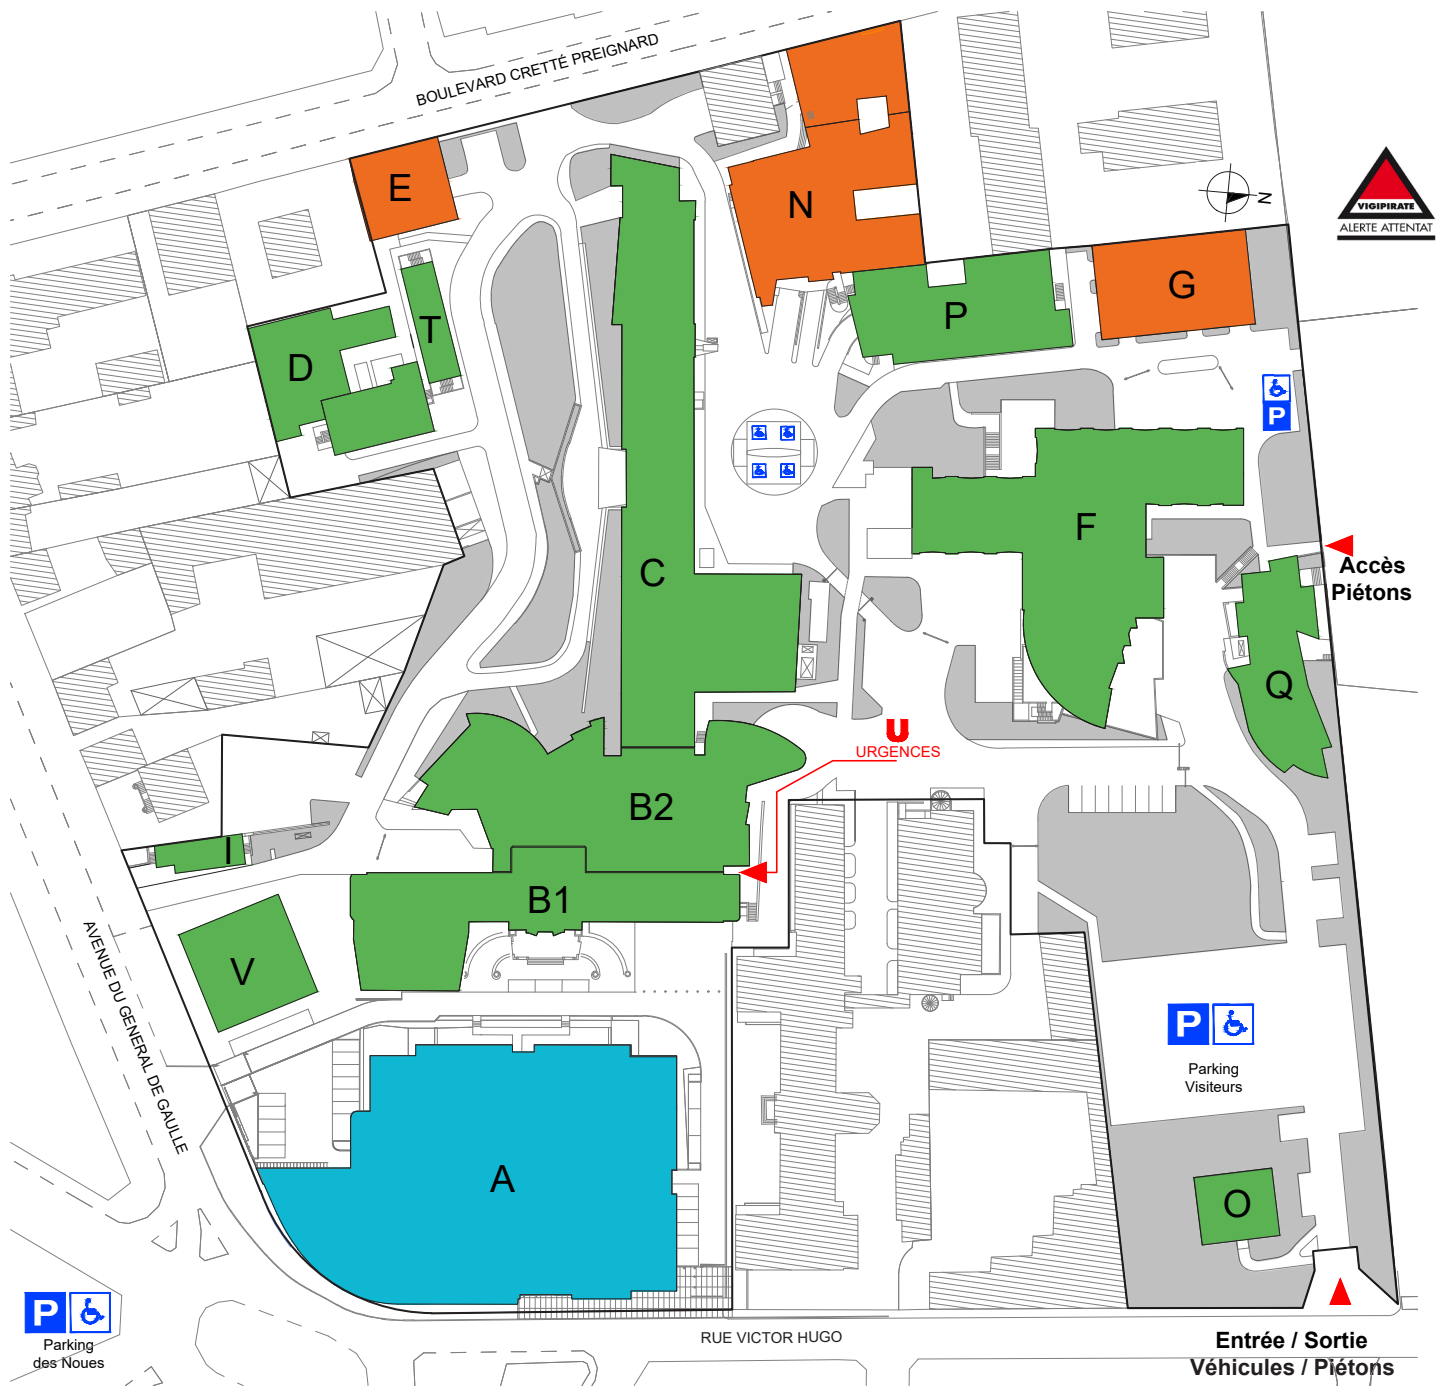 BOULEVARD CRETTÉ PREIGNARD
E
N
N
VIGIPIRATE
ALERTE ATTENTAT
G
P
T
D
P
F
C
Accès
Piétons
Q
U
URGENCES
B2
I
B1
V
AVENUE DU GENERAL DE GAULLE
P
Parking
Visiteurs
A
O
P
Parking
des Noues
RUE VICTOR HUGO
Entrée / Sortie
Véhicules / Piétons